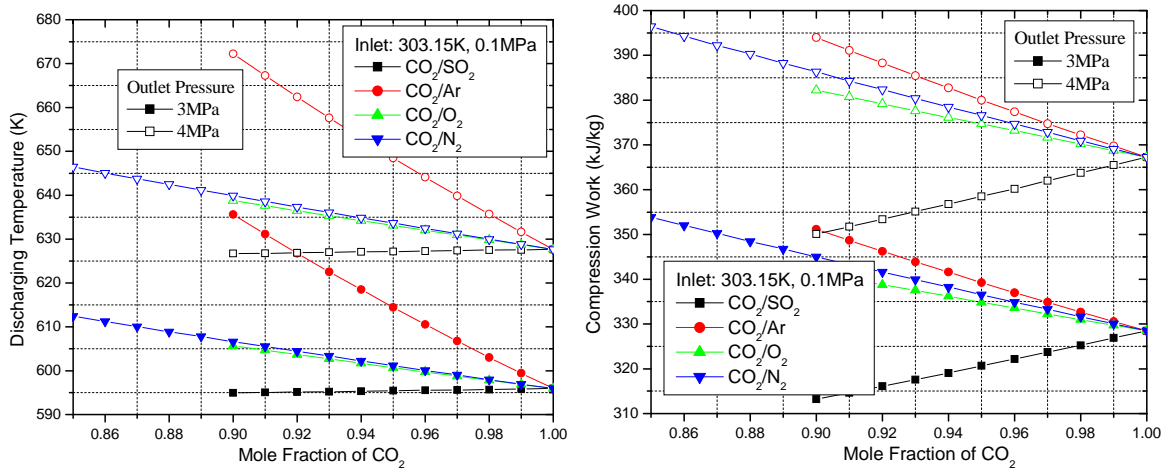 680
670
660
650
640
630
620
610
600
590
Discharging Temperature (K)
Outlet Pressure
3MPa
4MPa
Inlet: 303.15K, 0.1MPa
CO2/SO2
CO2/Ar
CO2/O2
CO2/N2
0.86 0.88 0.90 0.92 0.94 0.96 0.98 1.00
Mole Fraction of CO2
400
390
380
370
360
350
340
330
320
310
Compression Work (kJ/kg)
Outlet Pressure
3MPa
4MPa
Inlet: 303.15K, 0.1MPa
CO2/SO2
CO2/Ar
CO2/O2
CO2/N2
0.86 0.88 0.90 0.92 0.94 0.96 0.98 1.00
Mole Fraction of CO2